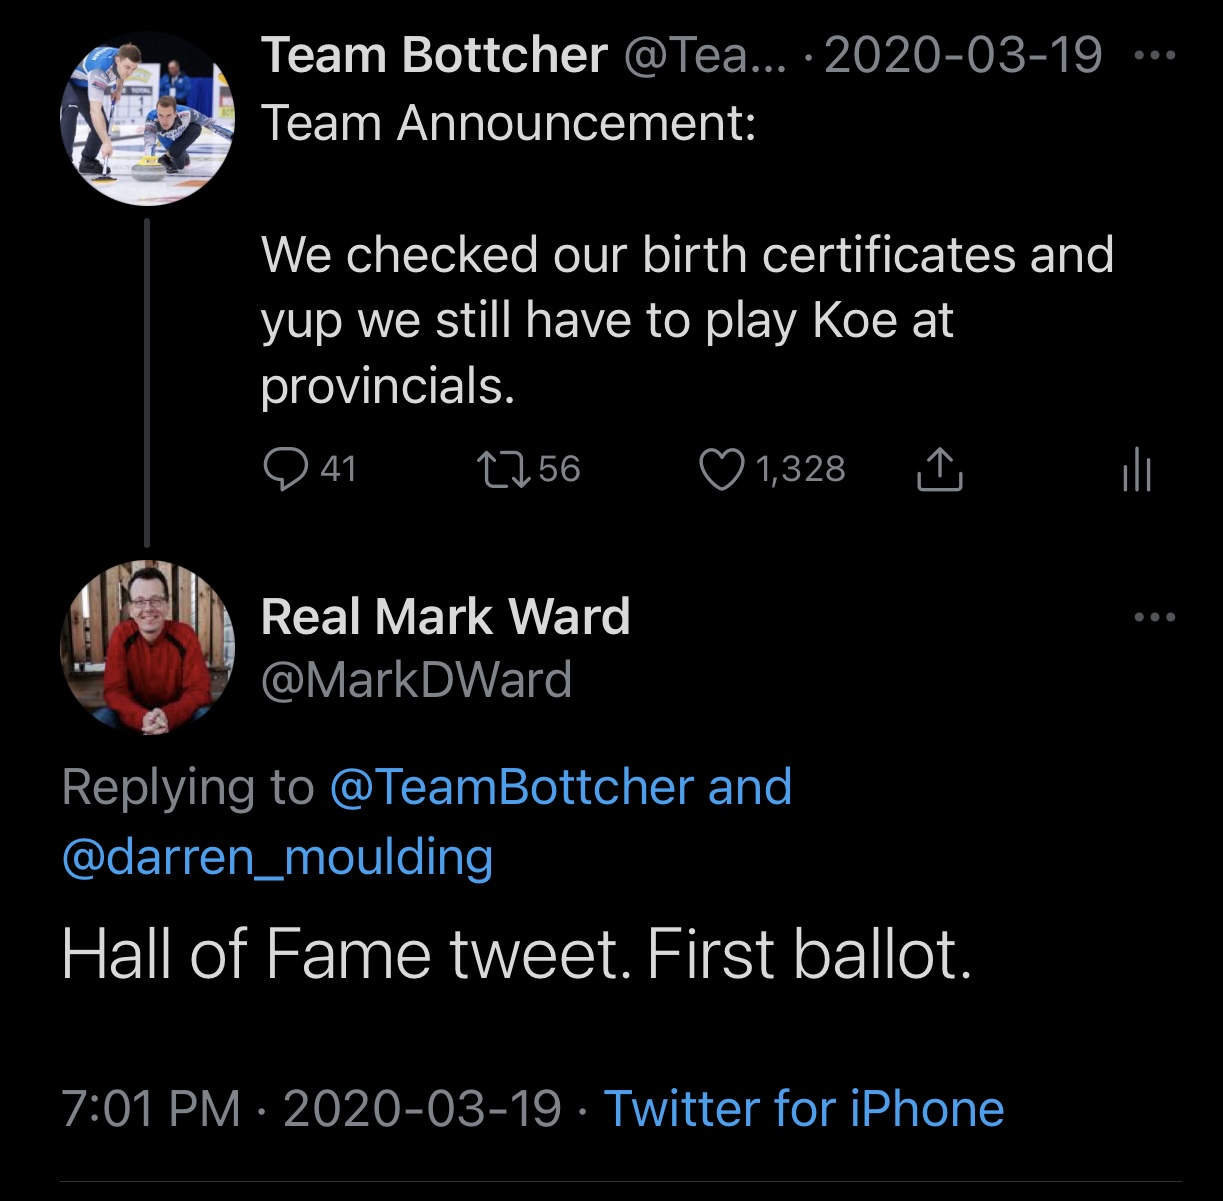 Team Bottcher @Tea... · 2020-03-19
Team Announcement:
We checked our birth certificates and
yup we still have to play Koe at
provincials.
41 56 1,328
Real Mark Ward
@MarkDWard
Replying to @TeamBottcher and
@darren_moulding
Hall of Fame tweet. First ballot.
7:01 PM · 2020-03-19 · Twitter for iPhone